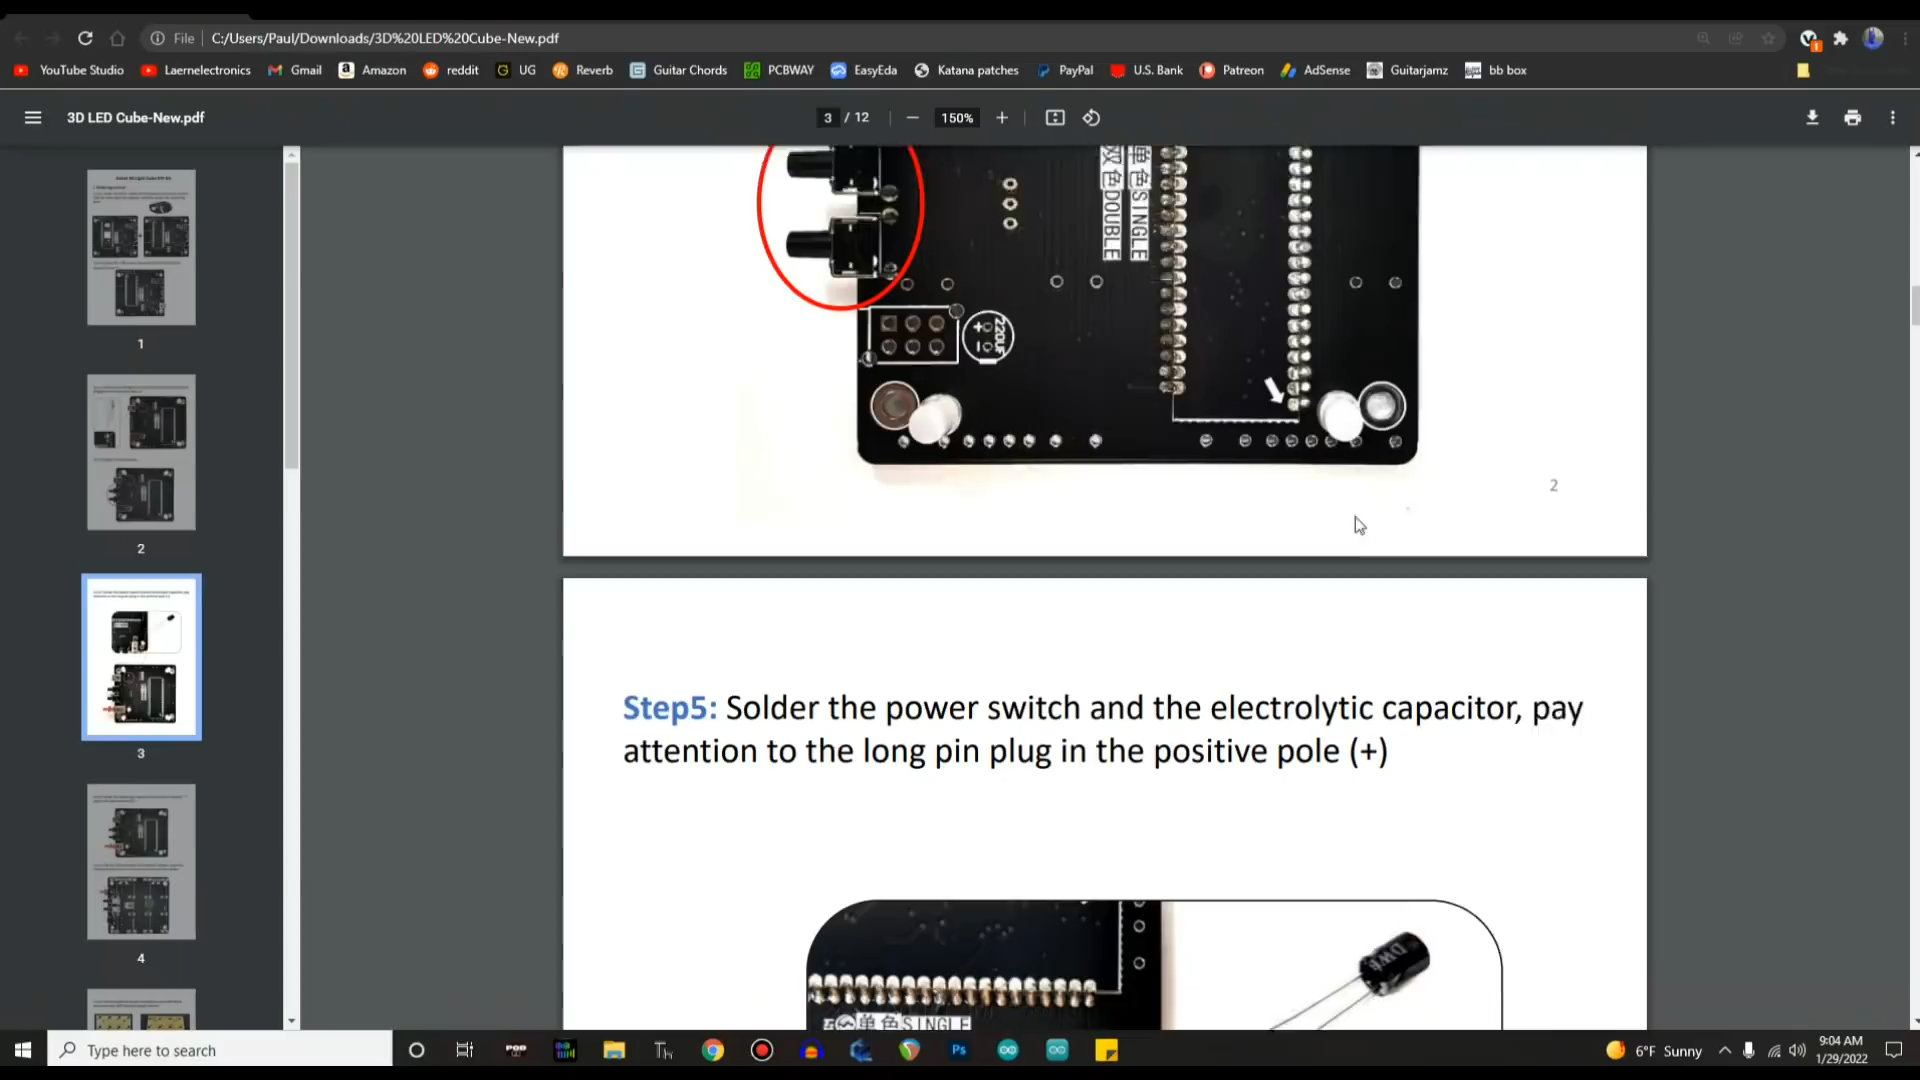 File
C:/Users/Paul/Downloads/3D%20LED%20Cube-New.pdf
1
YouTube Studio
Laernelectronics
Gmail
Amazon
reddit
UG
Reverb
Guitar Chords
PCBWAY
EasyEda
Katana patches
PayPal
U.S. Bank
Patreon
AdSense
Guitarjamz
bb box
3D LED Cube-New.pdf
3 / 12
150%
双色DOUBLE
单色SINGLE
220UF
+
-
2
Step5: Solder the power switch and the electrolytic capacitor, pay
attention to the long pin plug in the positive pole (+)
单色SINGLE
1
2
3
4
Type here to search
Ps
6°F Sunny
9:04 AM
1/29/2022